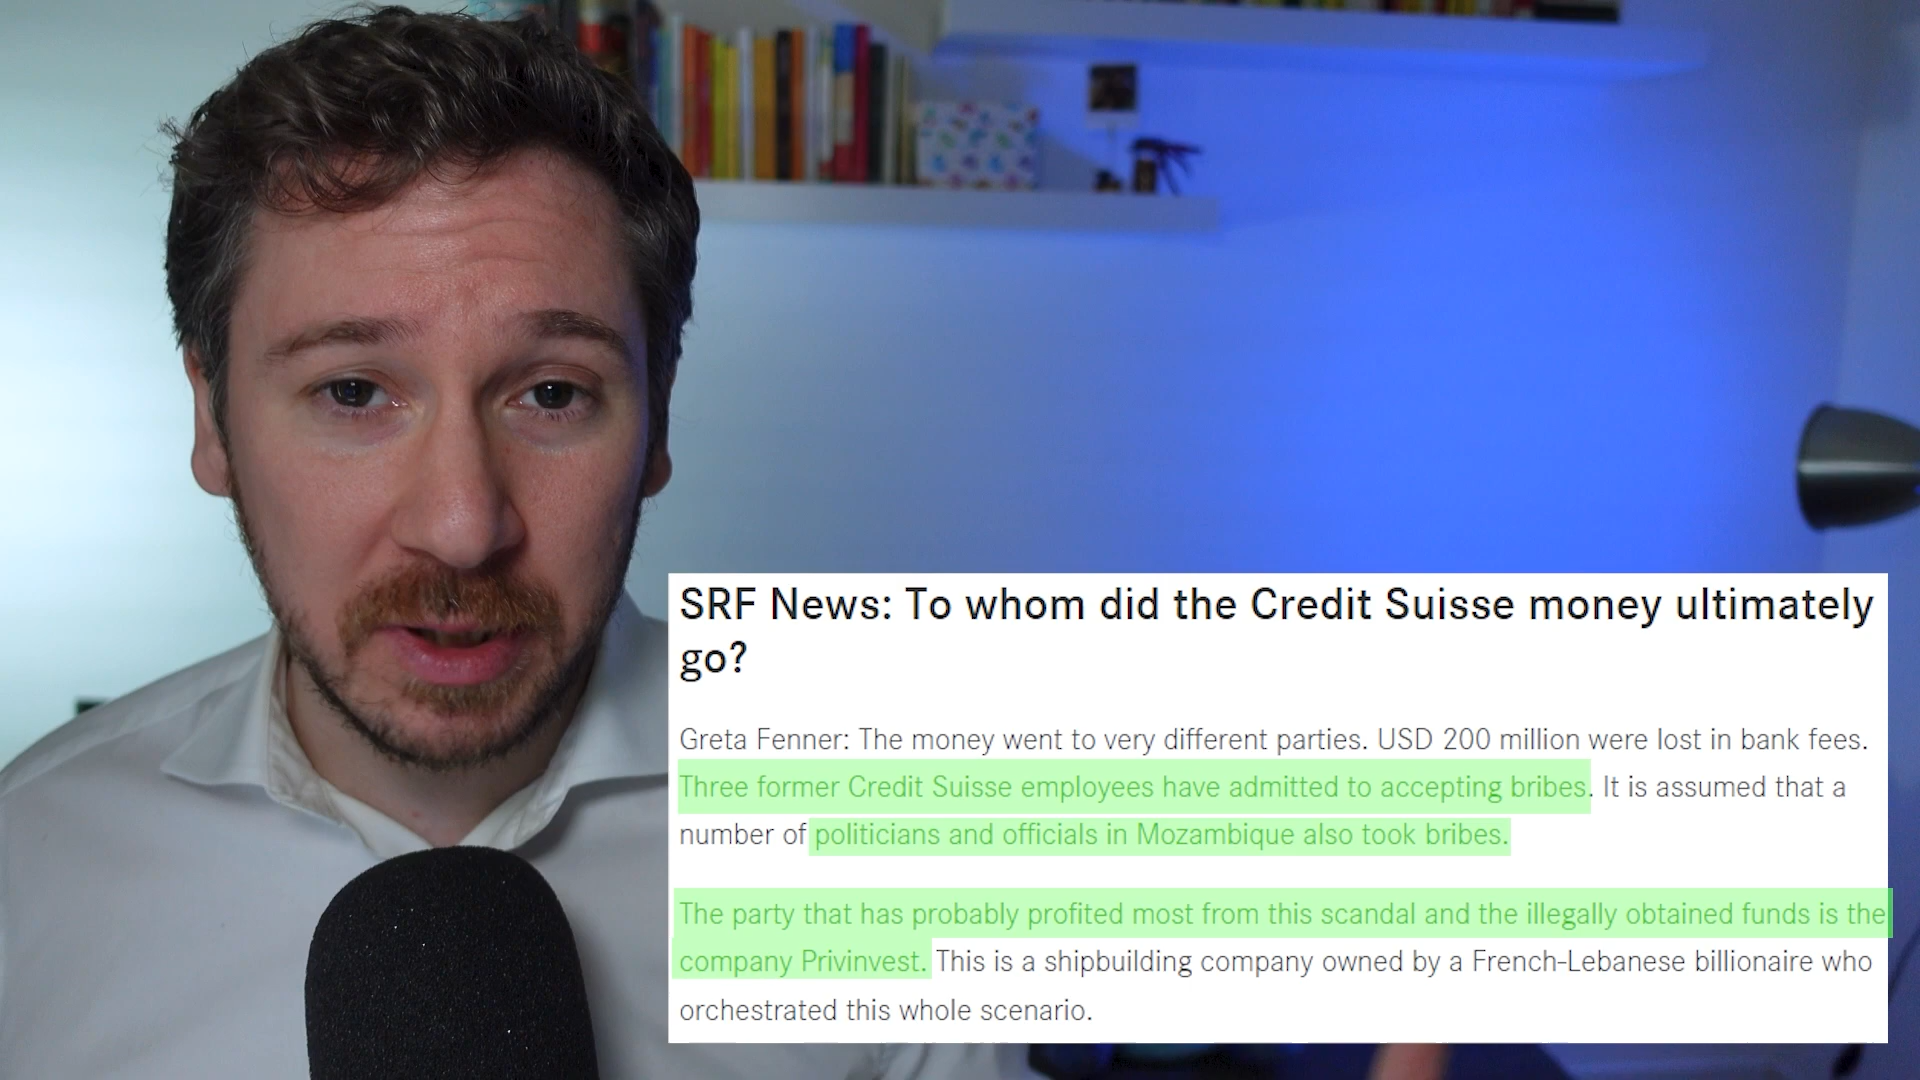 SRF News: To whom did the Credit Suisse money ultimately
go?
Greta Fenner: The money went to very different parties. USD 200 million were lost in bank fees.
Three former Credit Suisse employees have admitted to accepting bribes. It is assumed that a
number of politicians and officials in Mozambique also took bribes.
The party that has probably profited most from this scandal and the illegally obtained funds is the
company Privinvest. This is a shipbuilding company owned by a French-Lebanese billionaire who
orchestrated this whole scenario.